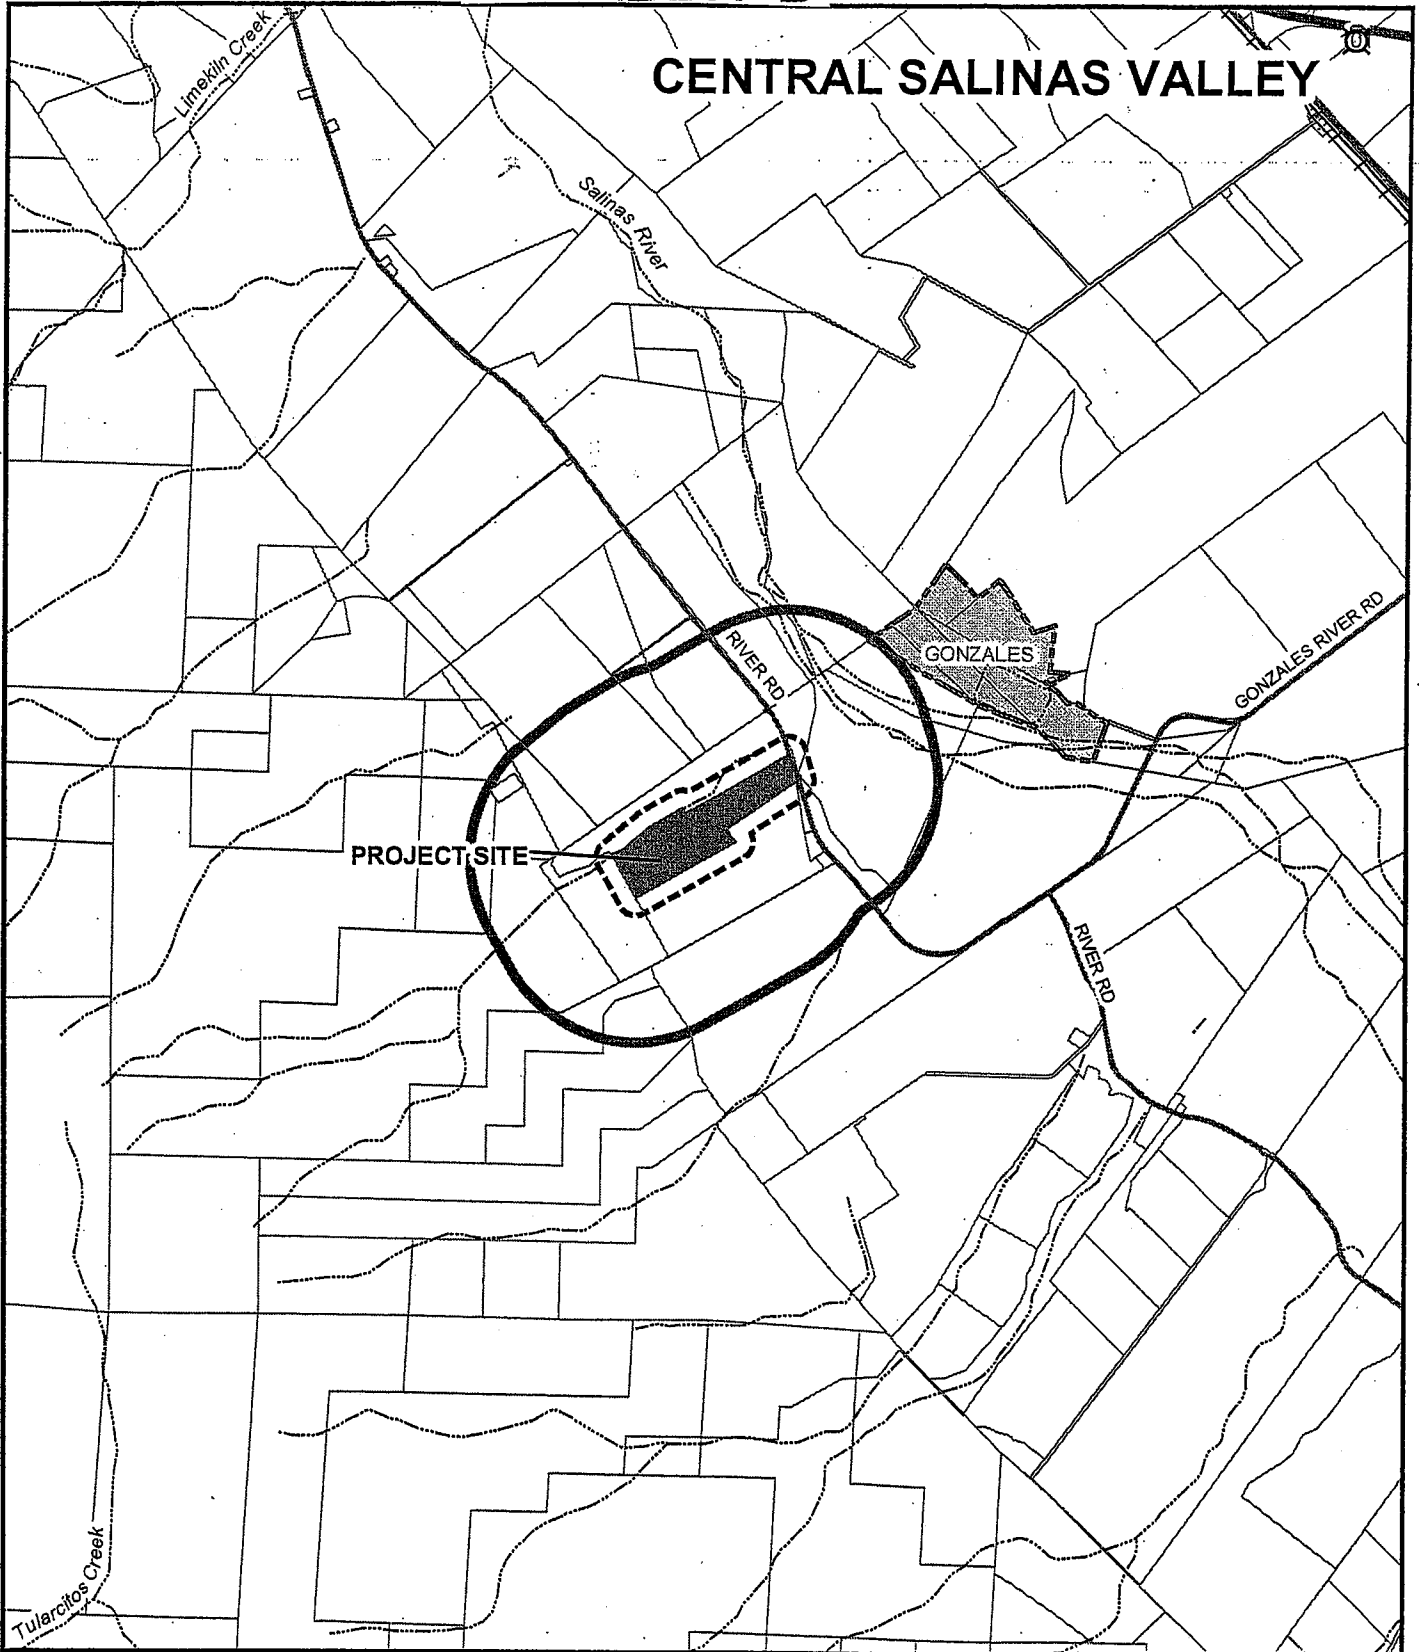 Limekiln Creek
CENTRAL SALINAS VALLEY
Salinas River
RIVER RD
GONZALES
GONZALES RIVER RD
PROJECT SITE
RIVER RD
Tularcitos Creek